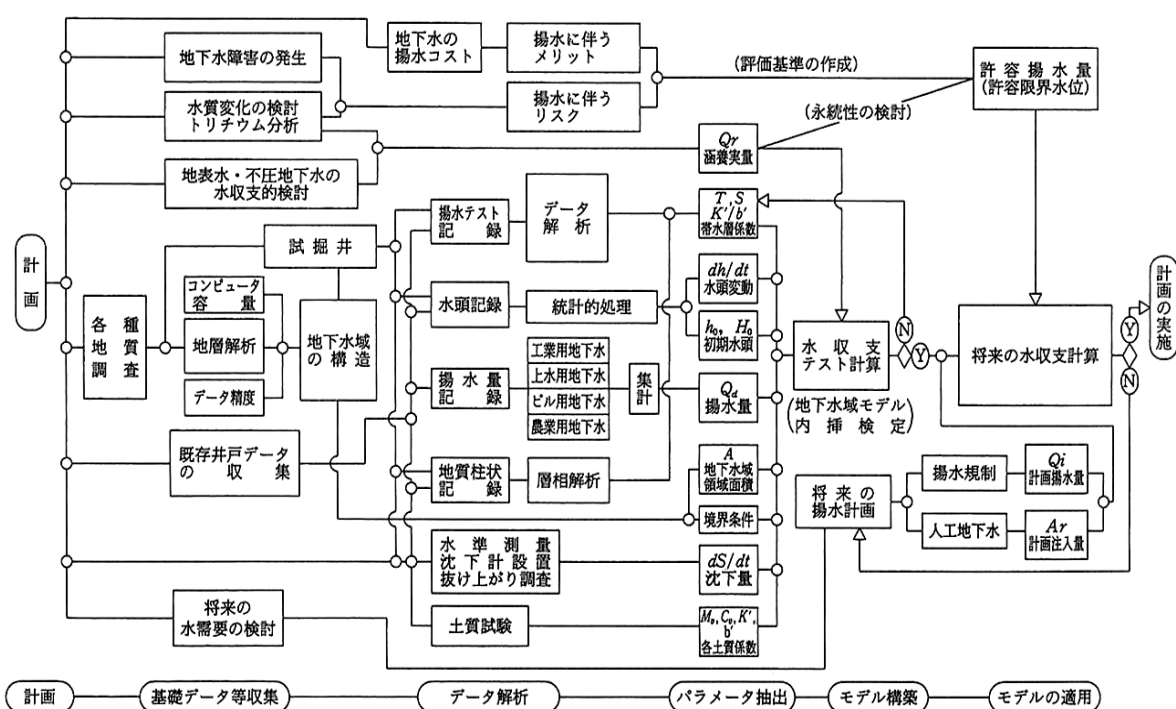 計画
地下水の
揚水コスト
揚水に伴う
メリット
地下水障害の発生
(評価基準の作成)
許容揚水量
(許容限界水位)
水質変化の検討
トリチウム分析
揚水に伴う
リスク
(永続性の検討)
Qr
涵養実量
地表水・不圧地下水の
水収支的検討
揚水テスト
記録
データ
解析
T, S
K′/b′
帯水層係数
試掘井
コンピュータ
容量
各種
地質
調査
地層解析
データ精度
地下水域
の構造
水頭記録
統計的処理
dh/dt
水頭変動
h₀, H₀
初期水頭
水収支
テスト計算
(地下水域モデル
内挿検定)
N
Y
将来の水収支計算
Y
N
計画の実施
揚水量
記録
工業用地下水
上水用地下水
ビル用地下水
農業用地下水
集計
Qd
揚水量
既存井戸データ
の収集
地質柱状
記録
層相解析
A
地下水域
領域面積
境界条件
将来の
揚水計画
揚水規制
Qi
計画揚水量
人工地下水
Ar
計画注入量
水準測量
沈下計設置
抜け上がり調査
dS/dt
沈下量
将来の
水需要の検討
土質試験
K′,
b′
各土質係数
計画
基礎データ等収集
データ解析
パラメータ抽出
モデル構築
モデルの適用